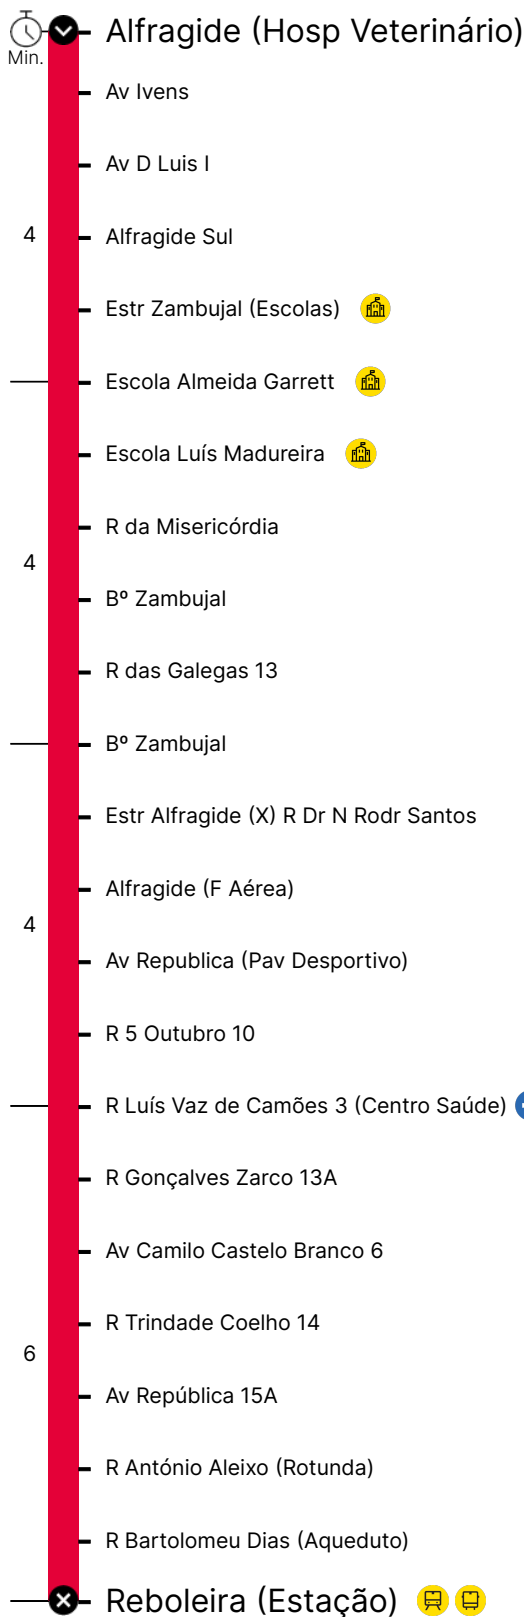 Alfragide (Hosp Veterinário)
Min.
Av Ivens
Av D Luis I
4
Alfragide Sul
Estr Zambujal (Escolas)
Escola Almeida Garrett
Escola Luís Madureira
R da Misericórdia
4
Bº Zambujal
R das Galegas 13
Bº Zambujal
Estr Alfragide (X) R Dr N Rodr Santos
Alfragide (F Aérea)
4
Av Republica (Pav Desportivo)
R 5 Outubro 10
R Luís Vaz de Camões 3 (Centro Saúde)
R Gonçalves Zarco 13A
Av Camilo Castelo Branco 6
R Trindade Coelho 14
6
Av República 15A
R António Aleixo (Rotunda)
R Bartolomeu Dias (Aqueduto)
Reboleira (Estação)